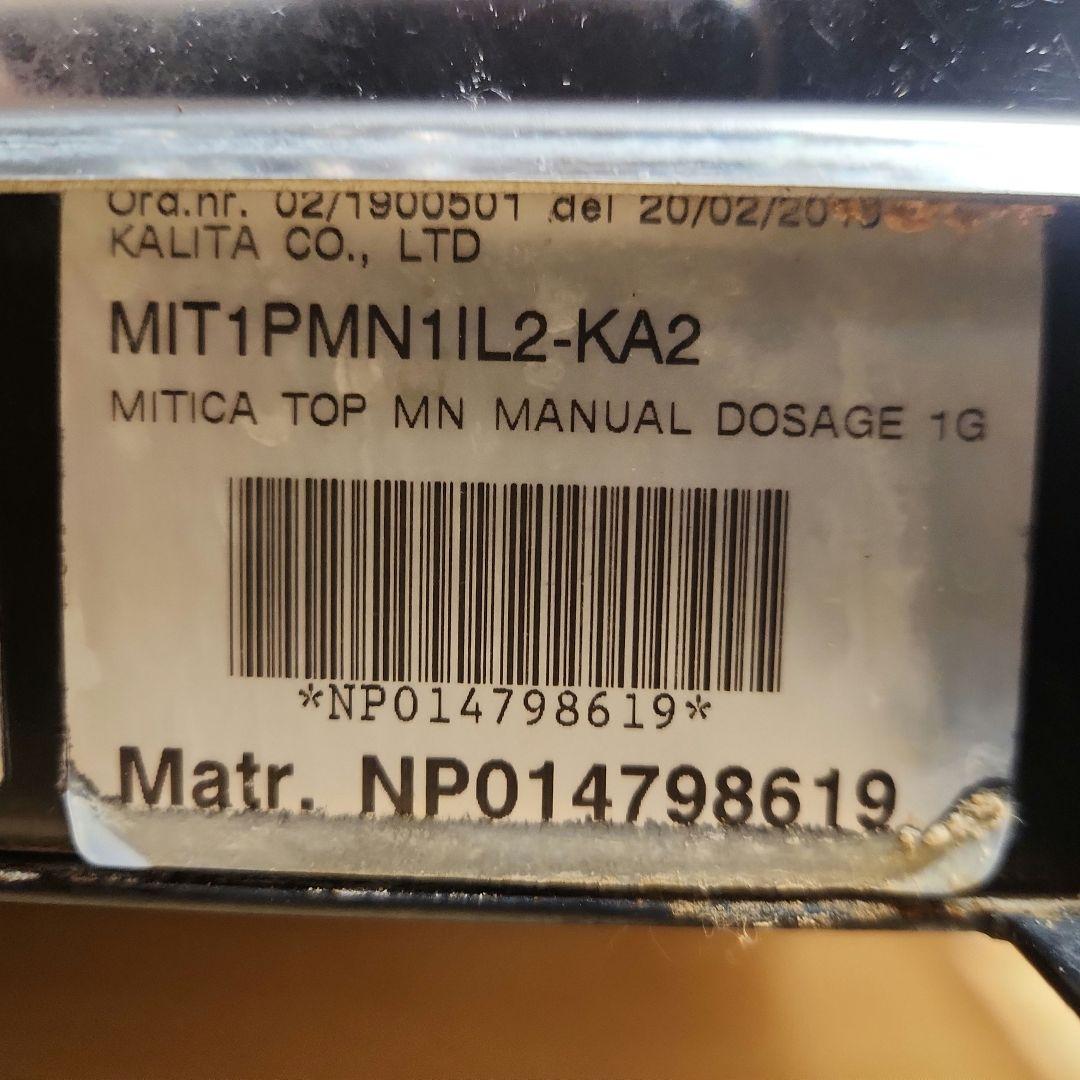 Ord.nr. 02/1900501 del 20/02/2019
KALITA CO., LTD
MIT1PMN1IL2-KA2
MITICA TOP MN MANUAL DOSAGE 1G
*NP014798619*
Matr. NP014798619